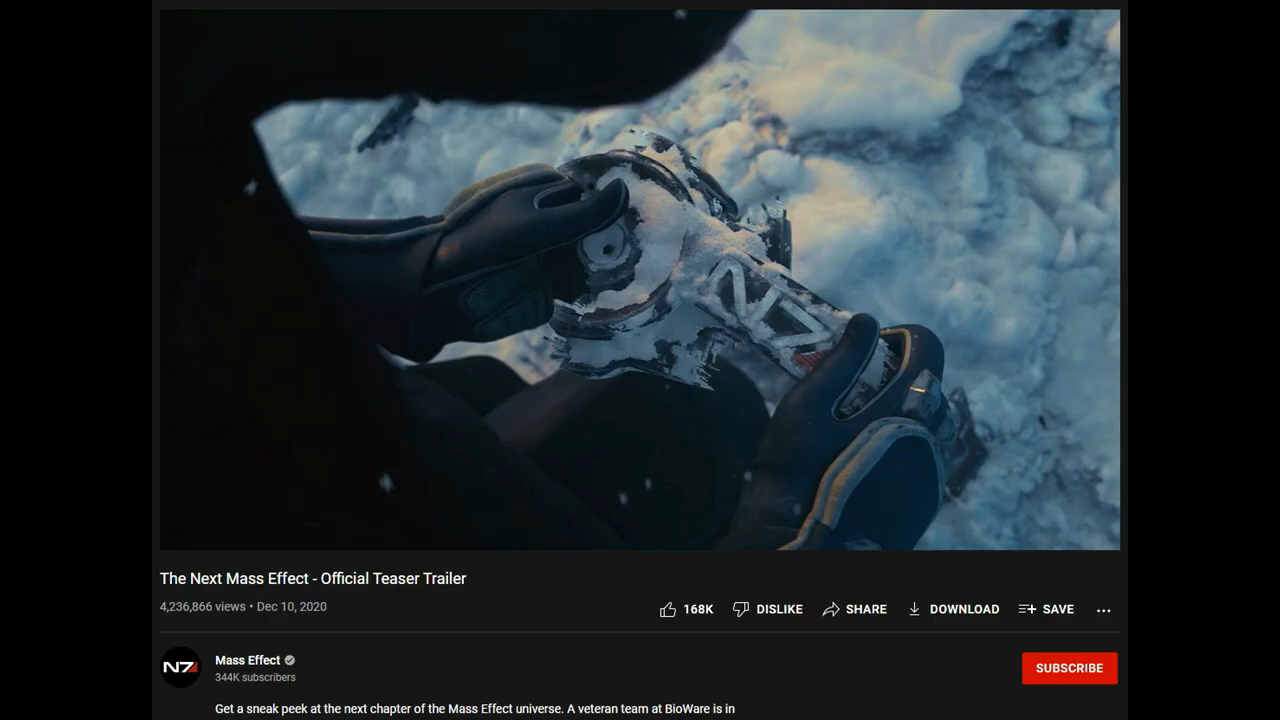 N7
The Next Mass Effect - Official Teaser Trailer
4,236,866 views • Dec 10, 2020
168K DISLIKE SHARE DOWNLOAD SAVE ...
N7 Mass Effect
344K subscribers
SUBSCRIBE
Get a sneak peek at the next chapter of the Mass Effect universe. A veteran team at BioWare is in